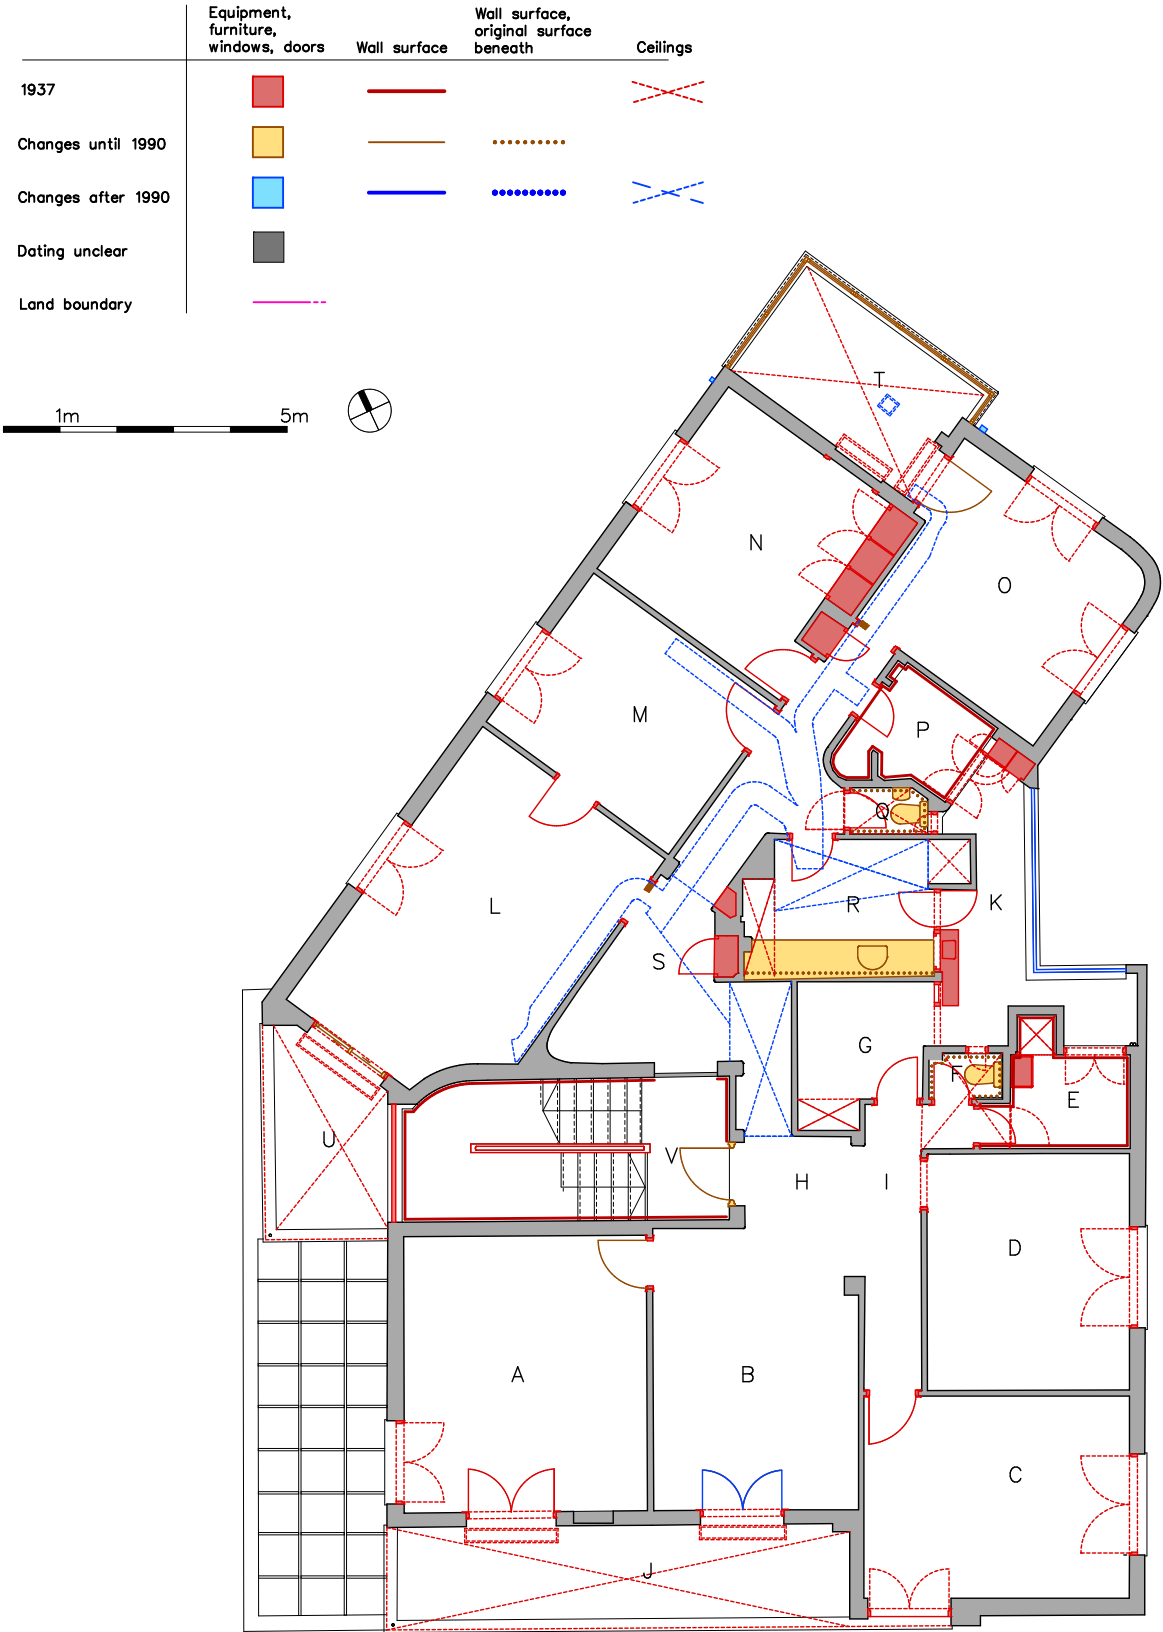 Equipment,
furniture,
windows, doors
Wall surface
Wall surface,
original surface
beneath
Ceilings
1937
Changes until 1990
Changes after 1990
Dating unclear
Land boundary
1m
5m
T
N
O
M
P
Q
L
R
K
S
G
F
E
U
V
H
I
D
A
B
C
J